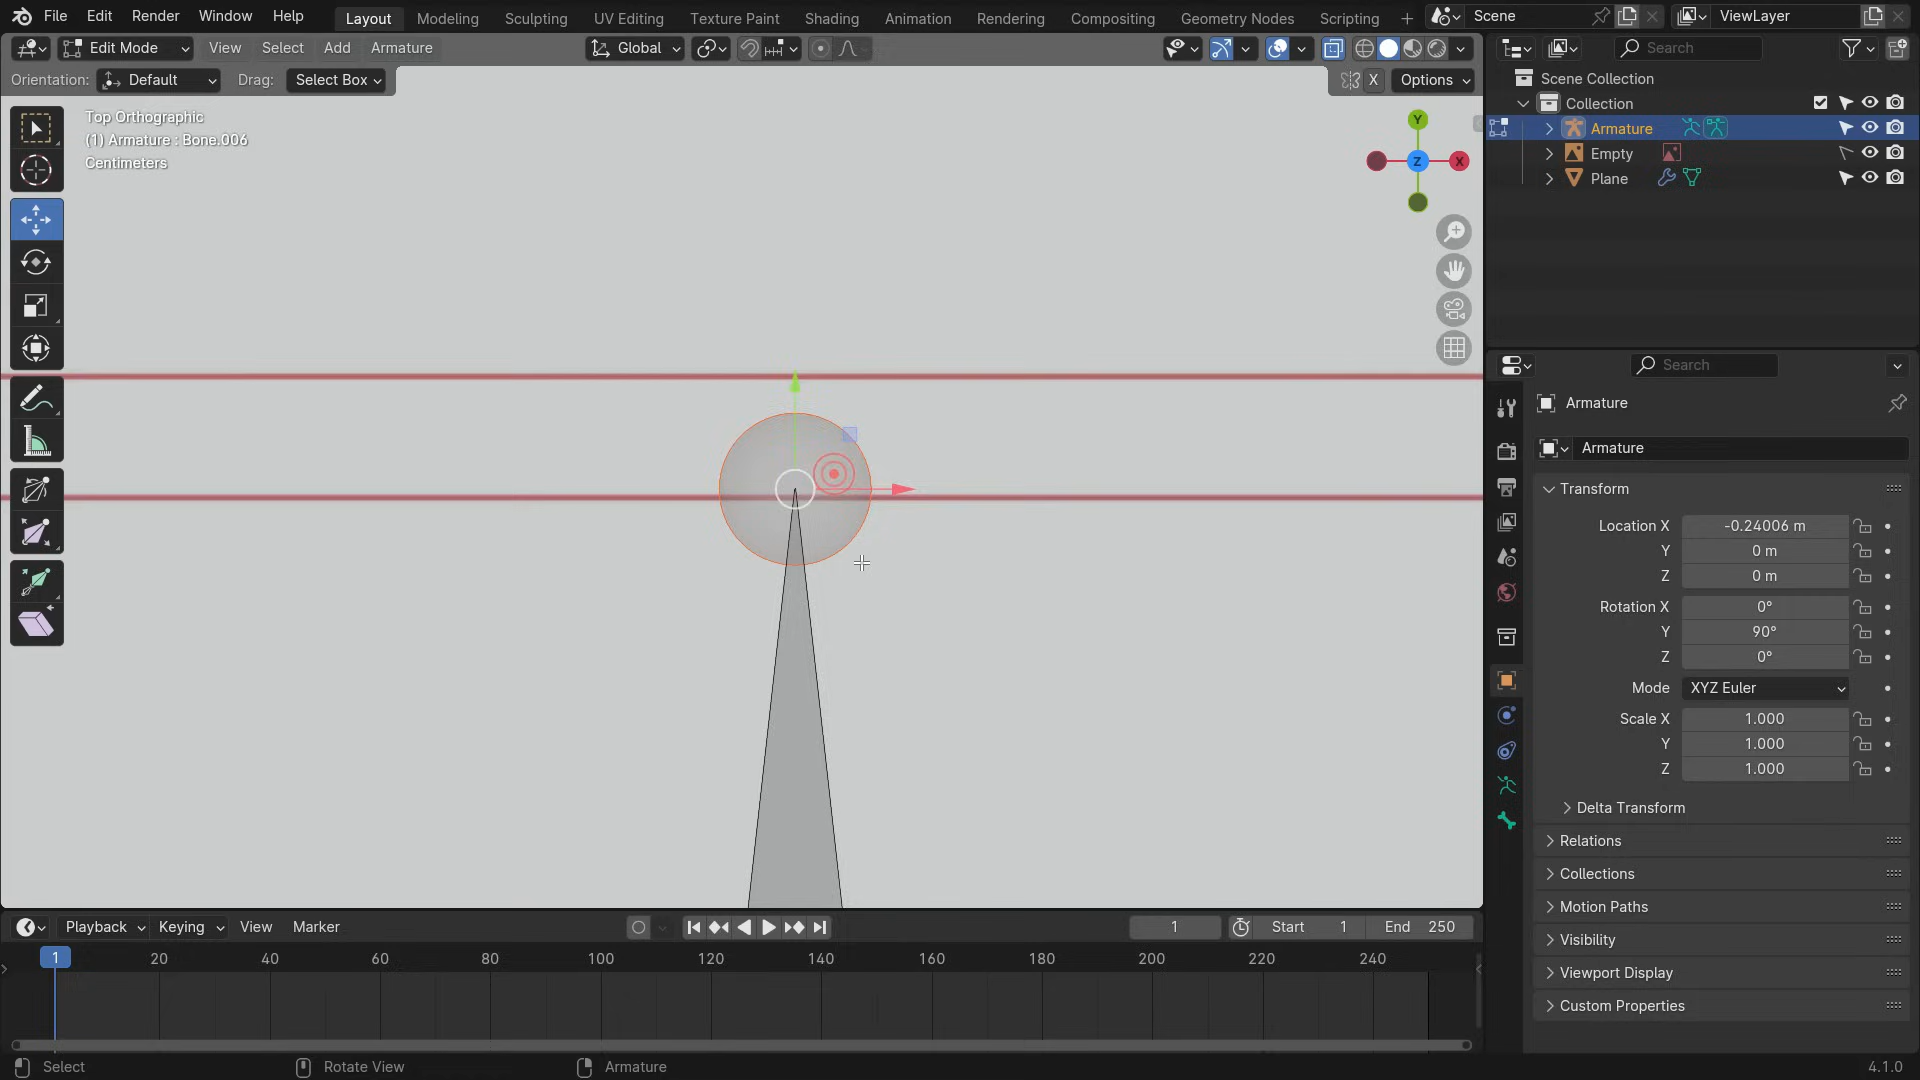 File Edit Render Window Help Layout Modeling Sculpting UV Editing Texture Paint Shading Animation Rendering Compositing Geometry Nodes Scripting + Scene ViewLayer
Edit Mode View Select Add Armature Global Search
Orientation: Default Drag: Select Box X Options
Scene Collection
Collection
Armature
Empty
Plane
Top Orthographic
(1) Armature : Bone.006
Centimeters
Y
Z X
Search
Armature
Armature
Transform
Location X -0.24006 m
Y 0 m
Z 0 m
Rotation X 0°
Y 90°
Z 0°
Mode XYZ Euler
Scale X 1.000
Y 1.000
Z 1.000
Delta Transform
Relations
Collections
Motion Paths
Visibility
Viewport Display
Custom Properties
Playback Keying View Marker 1 Start 1 End 250
1 20 40 60 80 100 120 140 160 180 200 220 240
Select Rotate View Armature 4.1.0